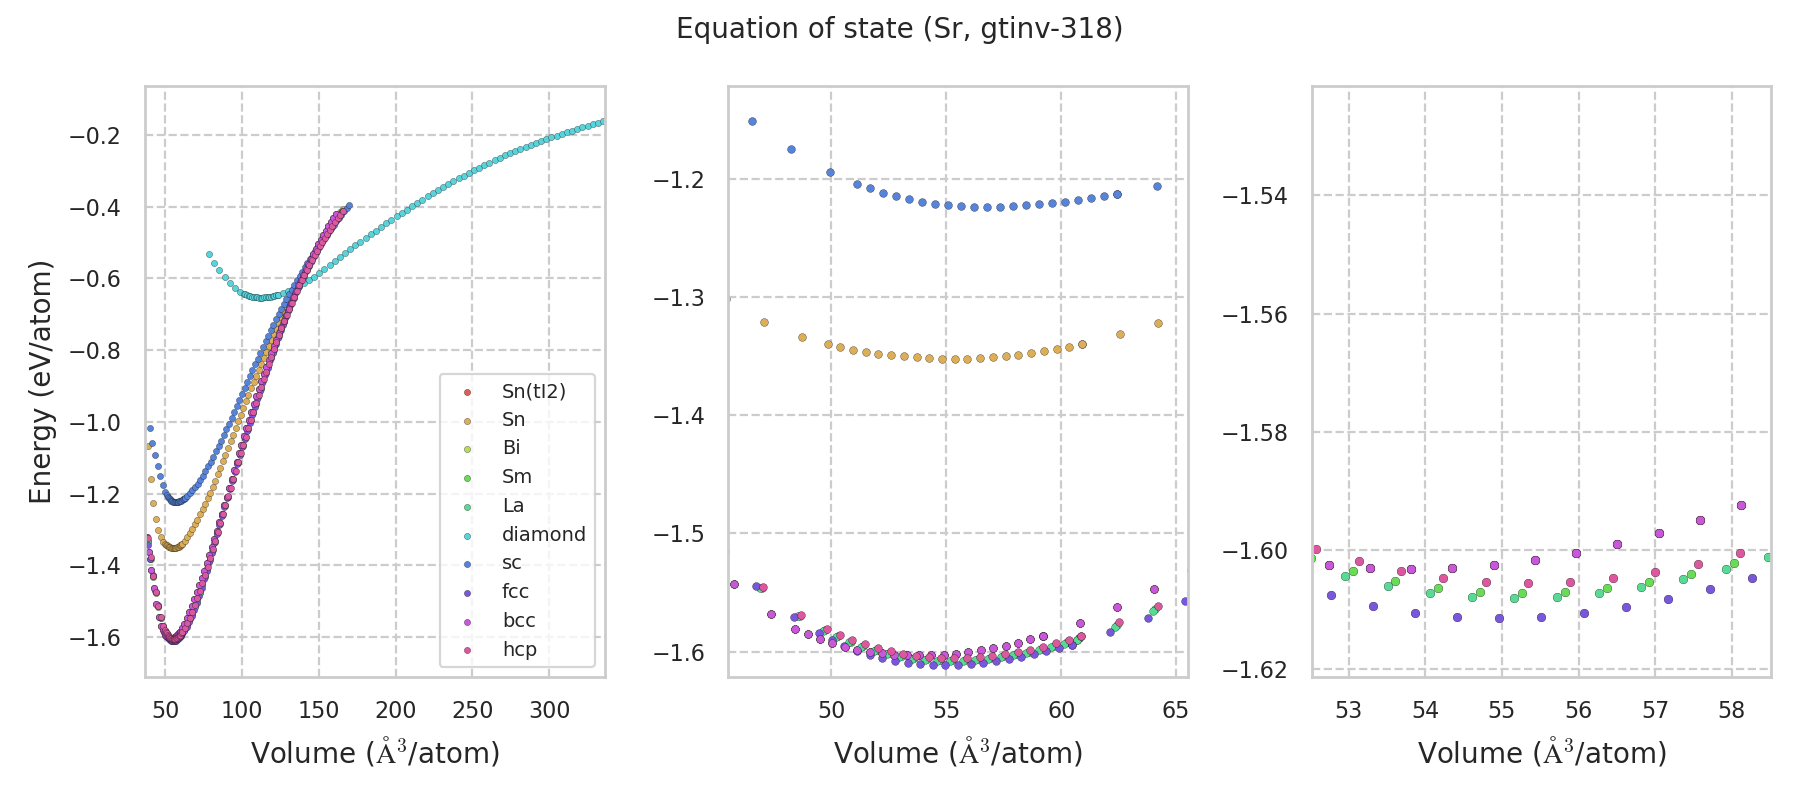 Equation of state (Sr, gtinv-318)
Energy (eV/atom)
−0.2
−0.4
−0.6
−0.8
−1.0
−1.2
−1.4
−1.6
50 100 150 200 250 300
Volume (Å³/atom)
Sn(tI2)
Sn
Bi
Sm
La
diamond
sc
fcc
bcc
hcp
−1.2
−1.3
−1.4
−1.5
−1.6
50 55 60 65
Volume (Å³/atom)
−1.54
−1.56
−1.58
−1.60
−1.62
53 54 55 56 57 58
Volume (Å³/atom)